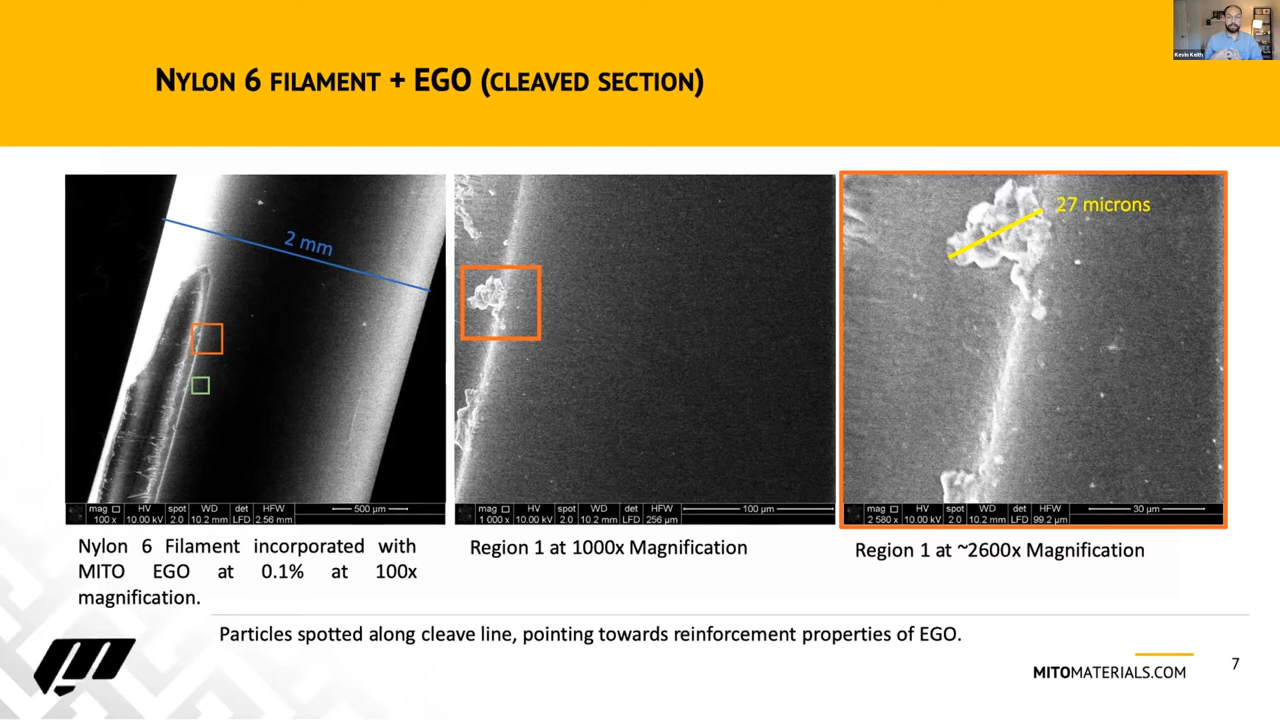 Kevin Keith
NYLON 6 FILAMENT + EGO (CLEAVED SECTION)
2 mm
27 microns
mag HV spot WD det HFW 500 µm
100 x 10.00 kV 2.0 10.2 mm LFD 2.56 mm
mag HV spot WD det HFW 100 µm
1 000 x 10.00 kV 2.0 10.2 mm LFD 256 µm
mag HV spot WD det HFW 30 µm
2 580 x 10.00 kV 2.0 10.2 mm LFD 99.2 µm
Nylon 6 Filament incorporated with
MITO EGO at 0.1% at 100x
magnification.
Region 1 at 1000x Magnification
Region 1 at ~2600x Magnification
Particles spotted along cleave line, pointing towards reinforcement properties of EGO.
MITOMATERIALS.COM
7